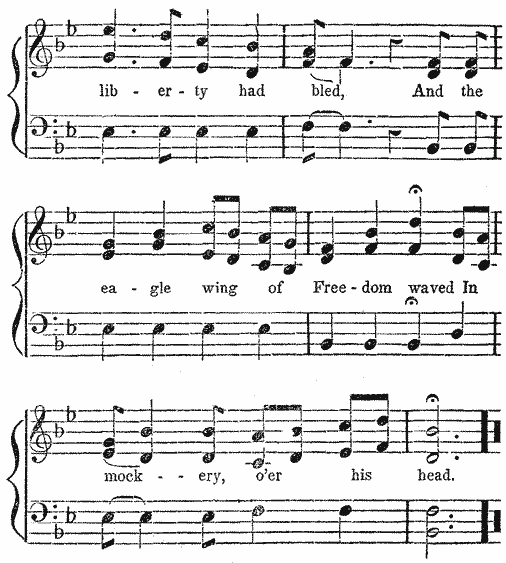 lib - er - ty had bled, And the
ea - gle wing of Free - dom waved In
mock - - ery, o'er his head.